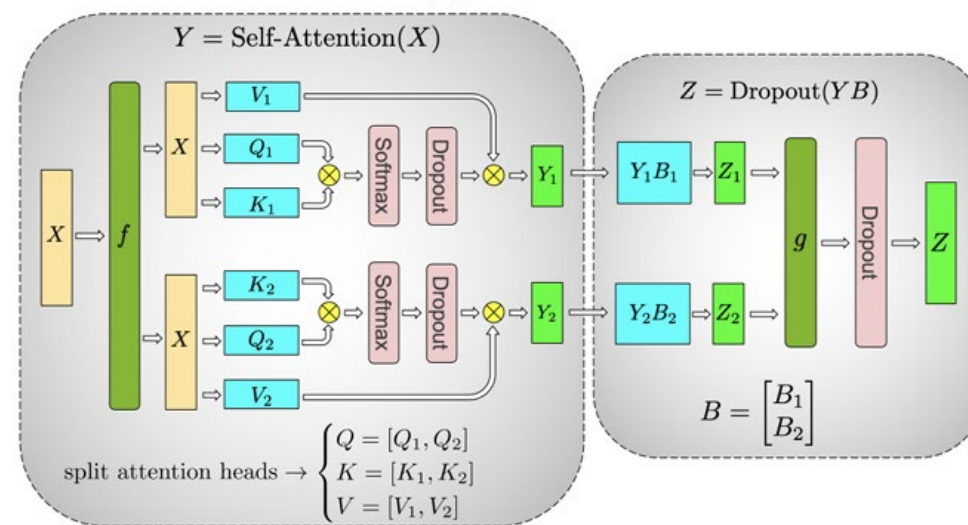 Y = Self-Attention(X)
X
f
X
V₁
Q₁
K₁
⊗
Softmax
Dropout
⊗
Y₁
X
K₂
Q₂
V₂
⊗
Softmax
Dropout
⊗
Y₂
split attention heads → { Q = [Q₁, Q₂]
K = [K₁, K₂]
V = [V₁, V₂]
Z = Dropout(YB)
Y₁B₁
Z₁
Y₂B₂
Z₂
g
Dropout
Z
B = [B₁
B₂]